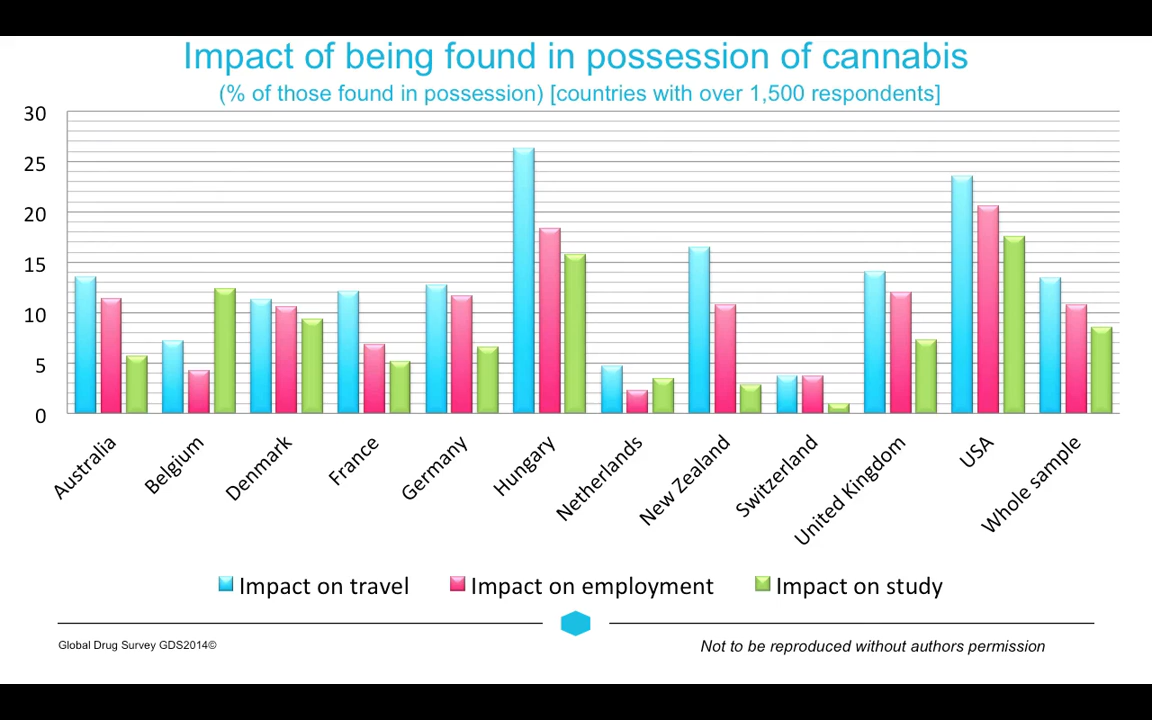 Impact of being found in possession of cannabis
(% of those found in possession) [countries with over 1,500 respondents]
30
25
20
15
10
5
0
Australia
Belgium
Denmark
France
Germany
Hungary
Netherlands
New Zealand
Switzerland
United Kingdom
USA
Whole sample
Impact on travel
Impact on employment
Impact on study
Global Drug Survey GDS2014©
Not to be reproduced without authors permission